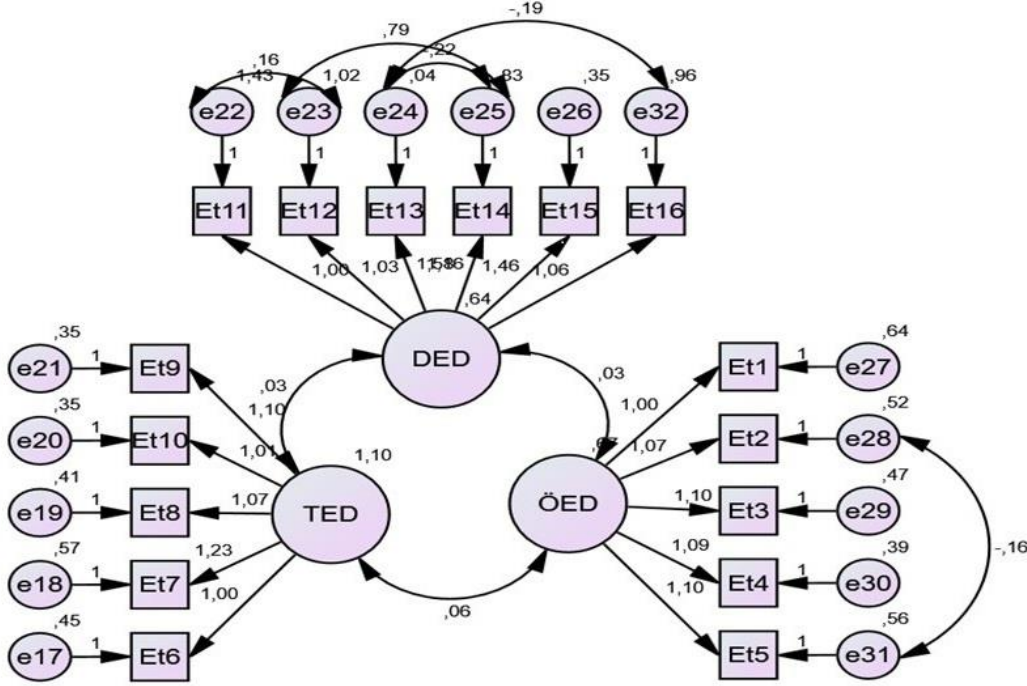 -,19
,79
-,22
,16
1,43
1,02
,04
,83
,35
,96
e22
e23
e24
e25
e26
e32
1
1
1
1
1
1
Et11
Et12
Et13
Et14
Et15
Et16
1,00
1,03
1,46
1,06
,64
DED
,35
e21
1
Et9
,35
e20
1
Et10
,41
e19
1
Et8
,57
e18
1
Et7
,45
e17
1
Et6
,03
1,10
1,01
1,07
1,23
1,00
1,10
TED
,06
,03
,67
ÖED
1,00
1,07
1,10
1,09
1,10
Et1
1
e27
,64
Et2
1
e28
,52
Et3
1
e29
,47
Et4
1
e30
,39
Et5
1
e31
,56
-,16